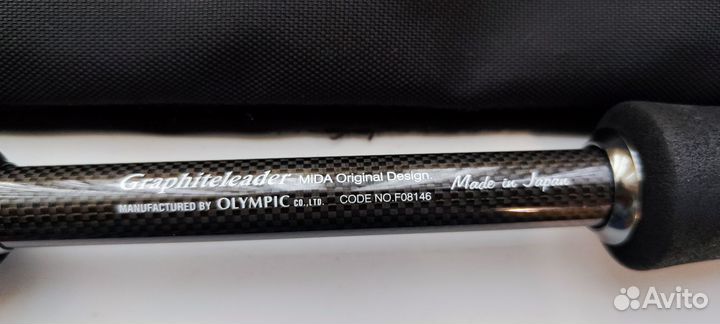 Graphiteleader MIDA Original Design. Made in Japan
MANUFACTURED BY OLYMPIC CO.,LTD. CODE NO.F08146
Avito